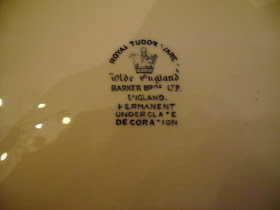 ROYAL TUDOR WARE
Olde England
BARKER BROS LTD.
ENGLAND.
PERMANENT
UNDERGLAZE
DECORATION